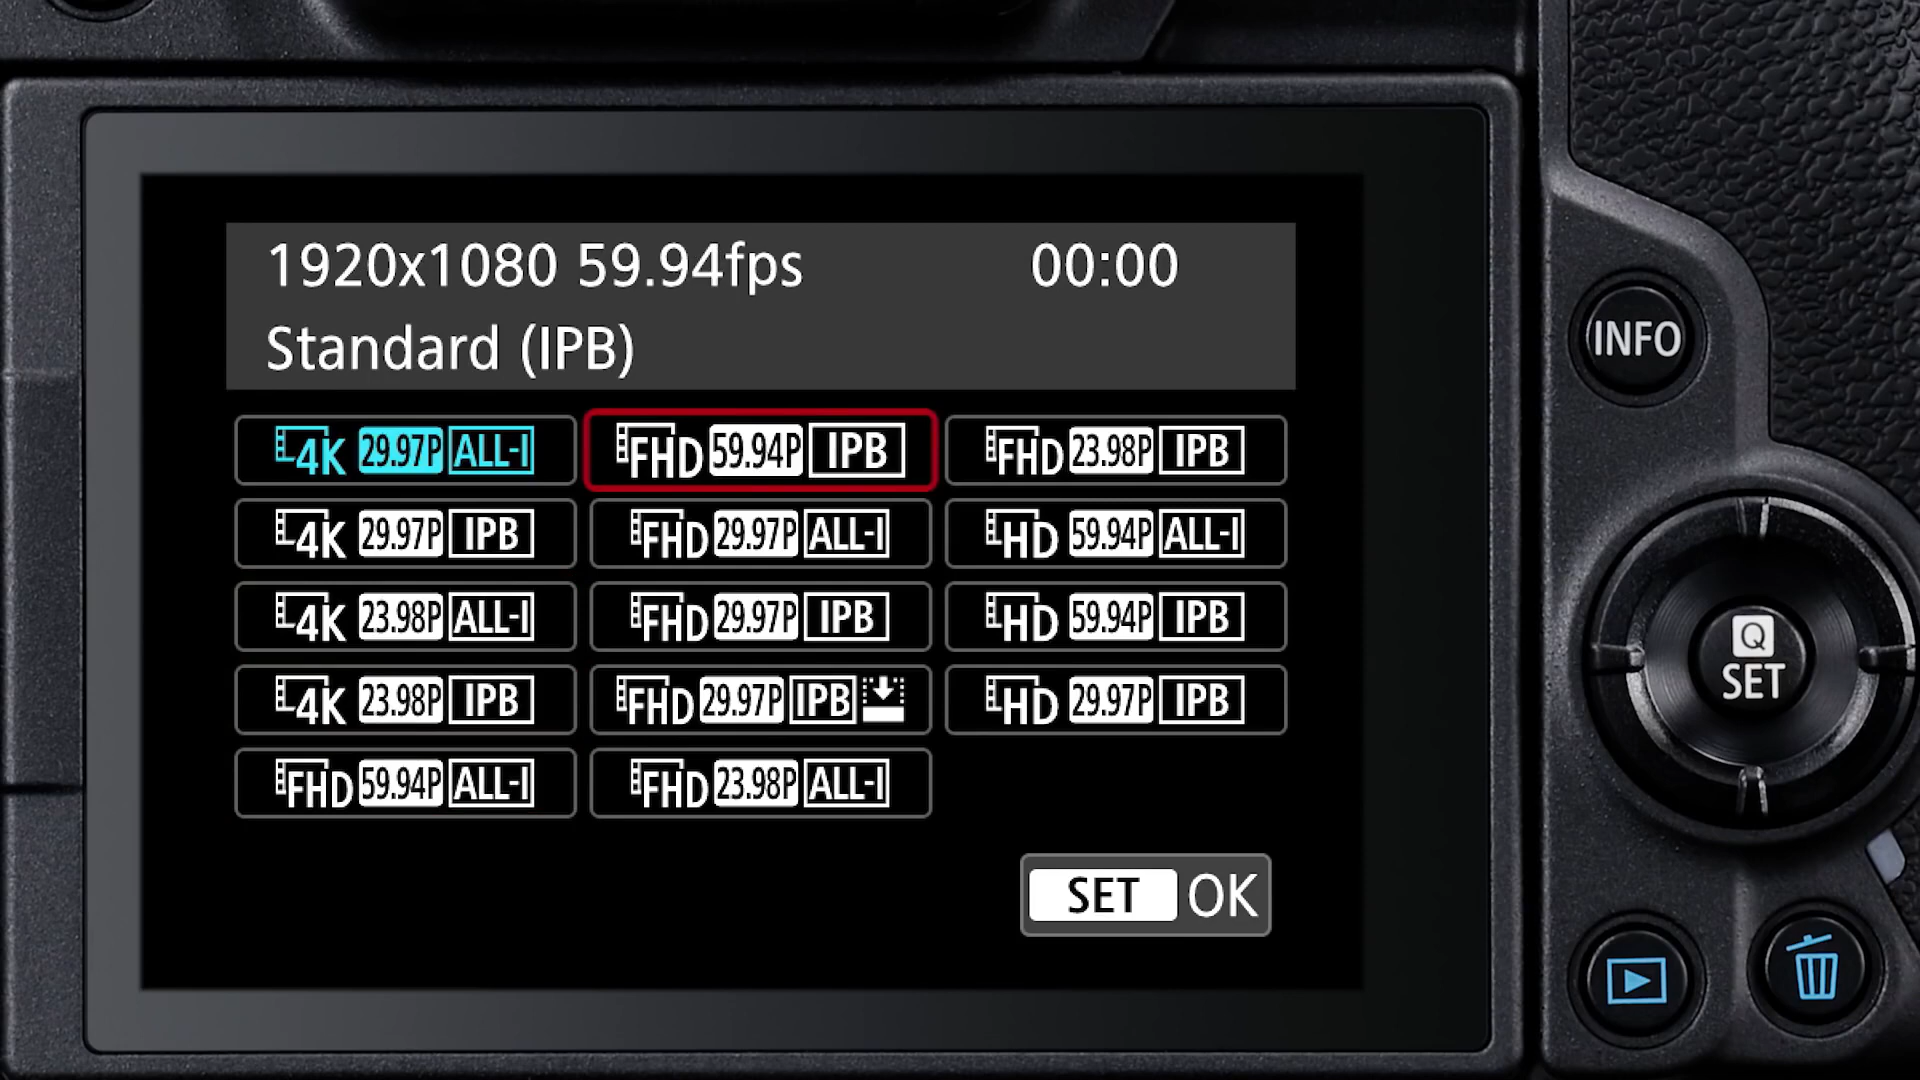 1920x1080 59.94fps 00:00
Standard (IPB)
4K 29.97P ALL-I FHD 59.94P IPB FHD 23.98P IPB
4K 29.97P IPB FHD 29.97P ALL-I HD 59.94P ALL-I
4K 23.98P ALL-I FHD 29.97P IPB HD 59.94P IPB
4K 23.98P IPB FHD 29.97P IPB HD 29.97P IPB
FHD 59.94P ALL-I FHD 23.98P ALL-I
SET OK
INFO
Q
SET